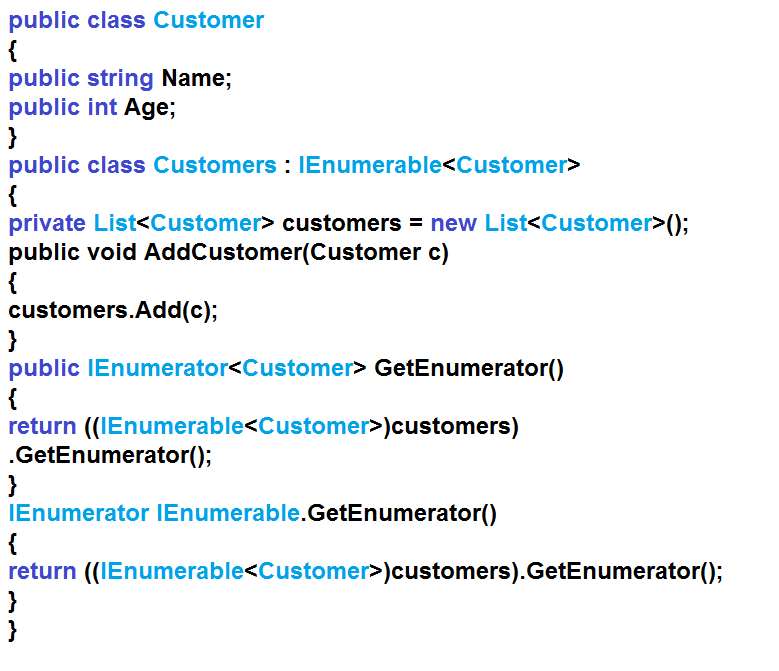 public class Customer
{
public string Name;
public int Age;
}
public class Customers : IEnumerable<Customer>
{
private List<Customer> customers = new List<Customer>();
public void AddCustomer(Customer c)
{
customers.Add(c);
}
public IEnumerator<Customer> GetEnumerator()
{
return ((IEnumerable<Customer>)customers)
.GetEnumerator();
}
IEnumerator IEnumerable.GetEnumerator()
{
return ((IEnumerable<Customer>)customers).GetEnumerator();
}
}